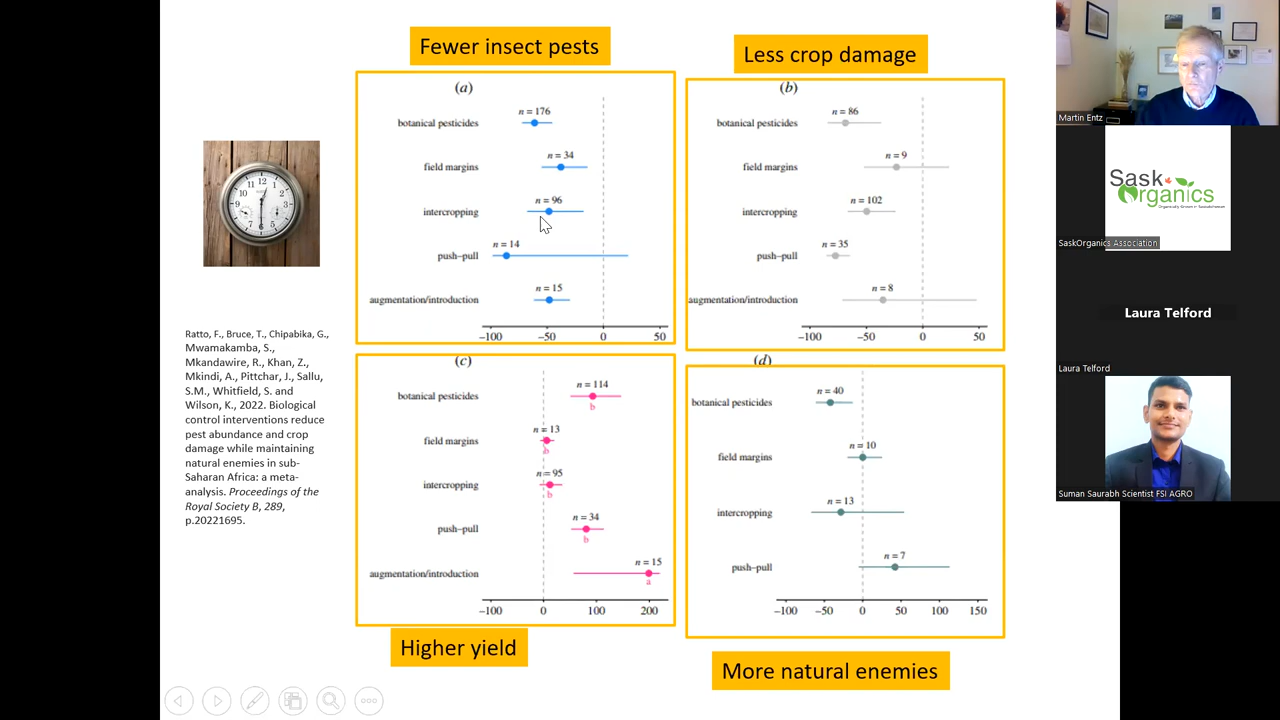 Fewer insect pests
Less crop damage
(a)
n = 176
botanical pesticides
n = 34
field margins
n = 96
intercropping
n = 14
push–pull
n = 15
augmentation/introduction
–100
–50
0
50
(b)
n = 86
botanical pesticides
n = 9
field margins
n = 102
intercropping
n = 35
push–pull
n = 8
augmentation/introduction
–100
–50
0
50
Ratto, F., Bruce, T., Chipabika, G.,
Mwamakamba, S.,
Mkandawire, R., Khan, Z.,
Mkindi, A., Pittchar, J., Sallu,
S.M., Whitfield, S. and
Wilson, K., 2022. Biological
control interventions reduce
pest abundance and crop
damage while maintaining
natural enemies in sub-
Saharan Africa: a meta-
analysis. Proceedings of the
Royal Society B, 289,
p.20221695.
(c)
n = 114
botanical pesticides
b
n = 13
field margins
b
n = 95
intercropping
b
n = 34
push–pull
b
n = 15
augmentation/introduction
a
–100
0
100
200
(d)
n = 40
botanical pesticides
n = 10
field margins
n = 13
intercropping
n = 7
push–pull
–100
–50
0
50
100
150
Higher yield
More natural enemies
Martin Entz
Sask
Organics
SaskOrganics Association
Laura Telford
Laura Telford
Suman Saurabh Scientist FSI AGRO